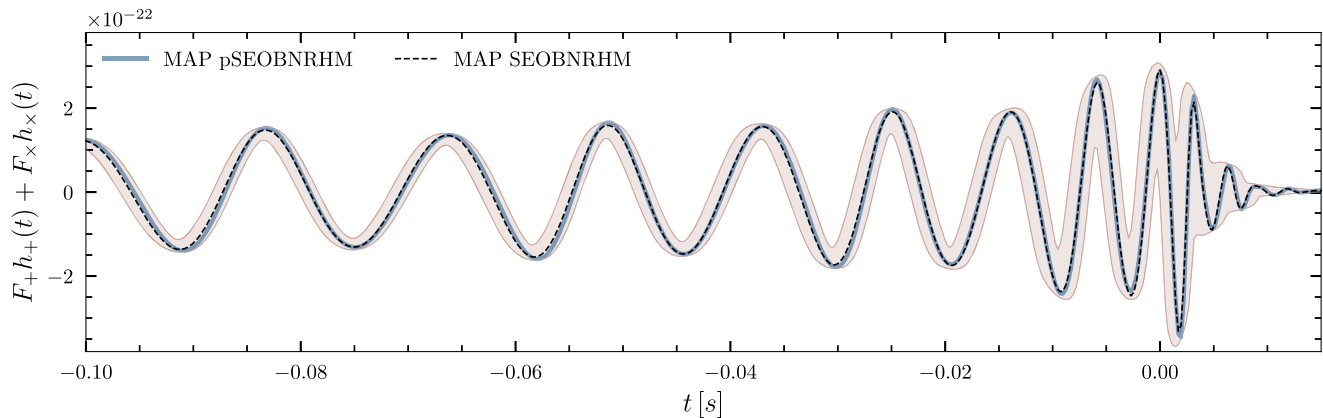 ×10⁻²²
MAP pSEOBNRHM
MAP SEOBNRHM
F₊h₊(t) + F×h×(t)
2
0
−2
−0.10
−0.08
−0.06
−0.04
−0.02
0.00
t [s]